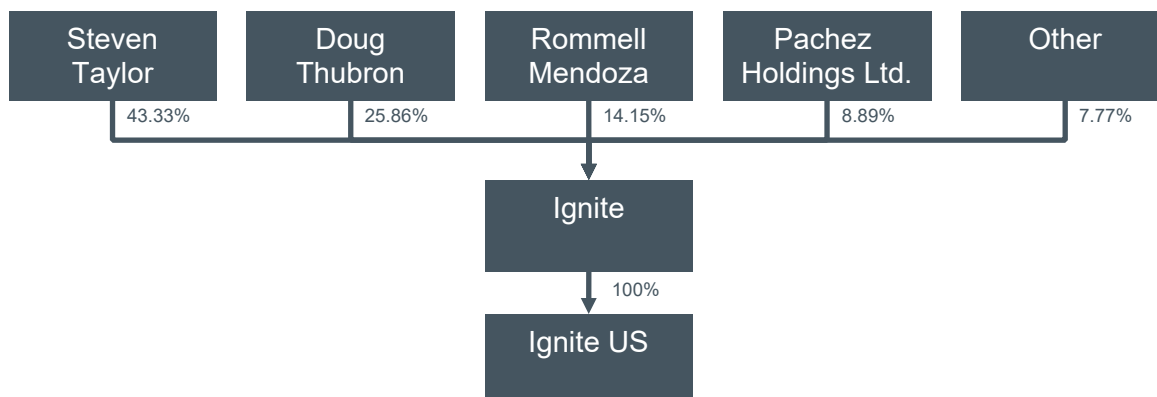 Steven
Taylor
Doug
Thubron
Rommell
Mendoza
Pachez
Holdings Ltd.
Other
43.33%
25.86%
14.15%
8.89%
7.77%
Ignite
100%
Ignite US